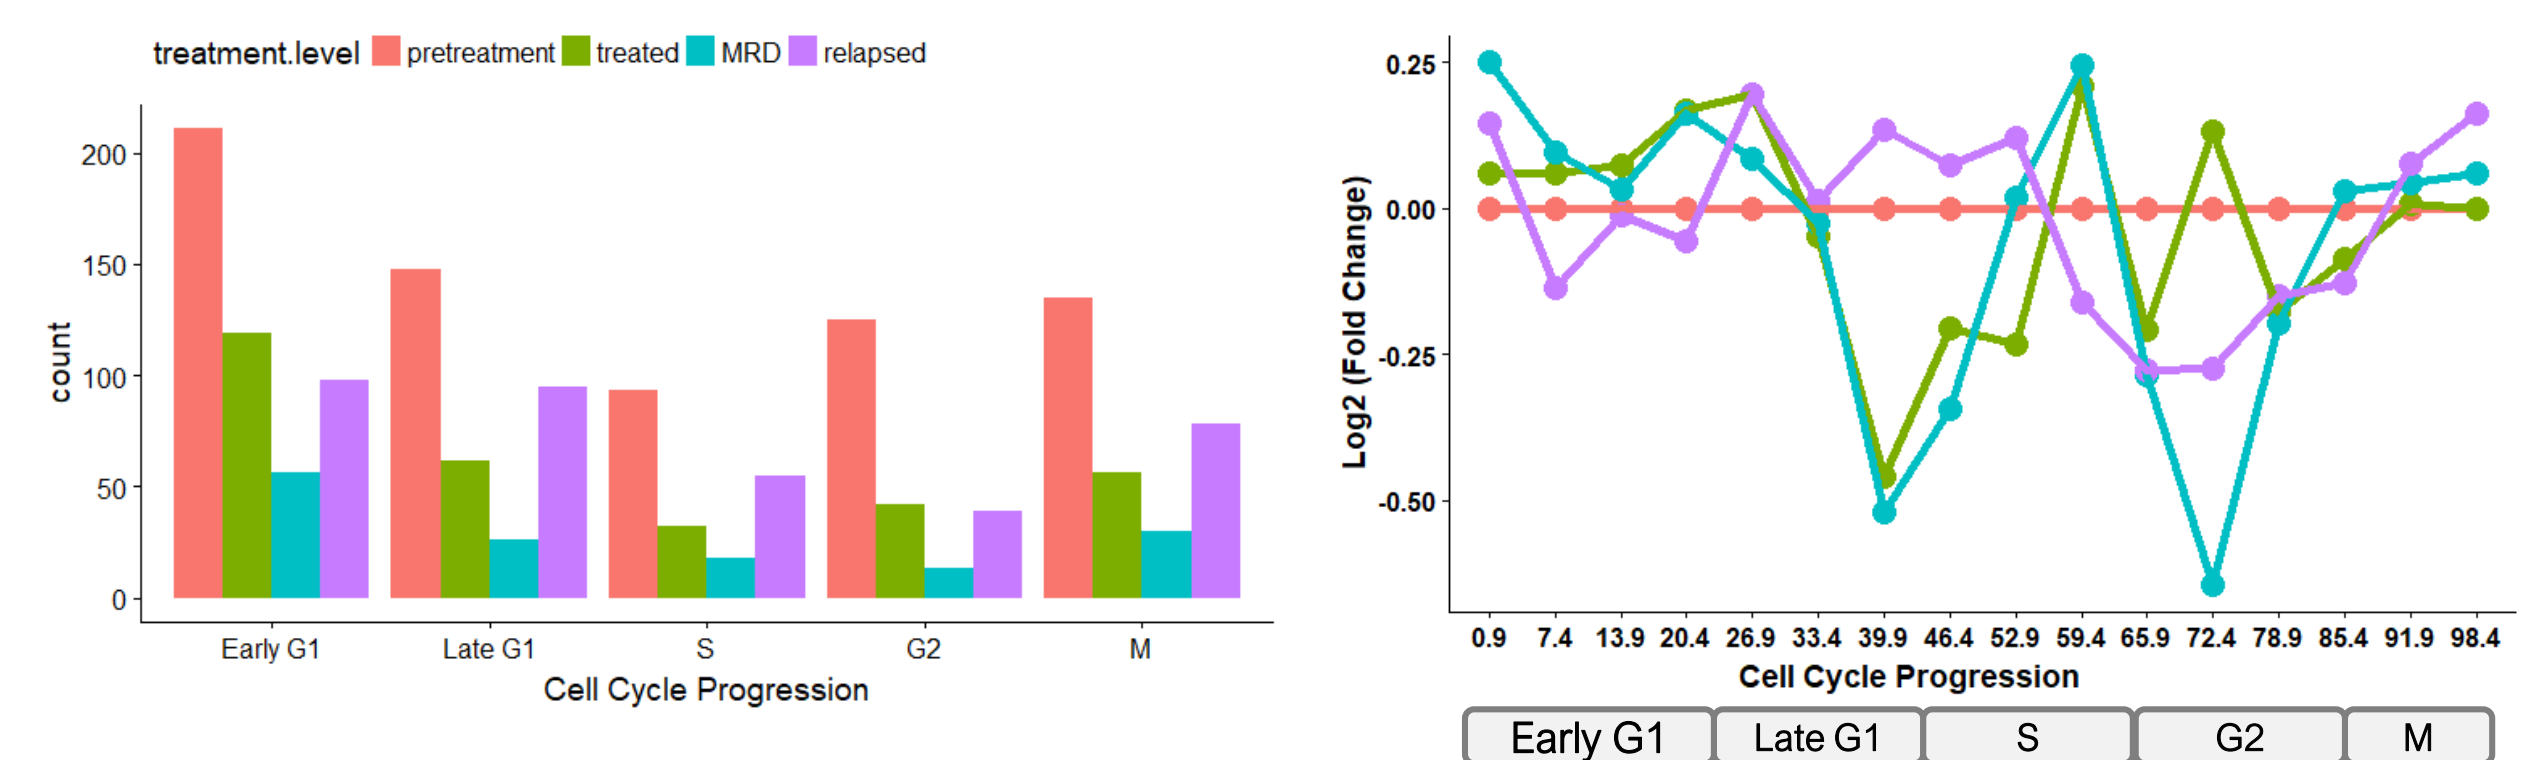 treatment.level pretreatment treated MRD relapsed
count
200
150
100
50
0
Early G1 Late G1 S G2 M
Cell Cycle Progression
Log2 (Fold Change)
0.25
0.00
-0.25
-0.50
0.9 7.4 13.9 20.4 26.9 33.4 39.9 46.4 52.9 59.4 65.9 72.4 78.9 85.4 91.9 98.4
Cell Cycle Progression
Early G1 Late G1 S G2 M